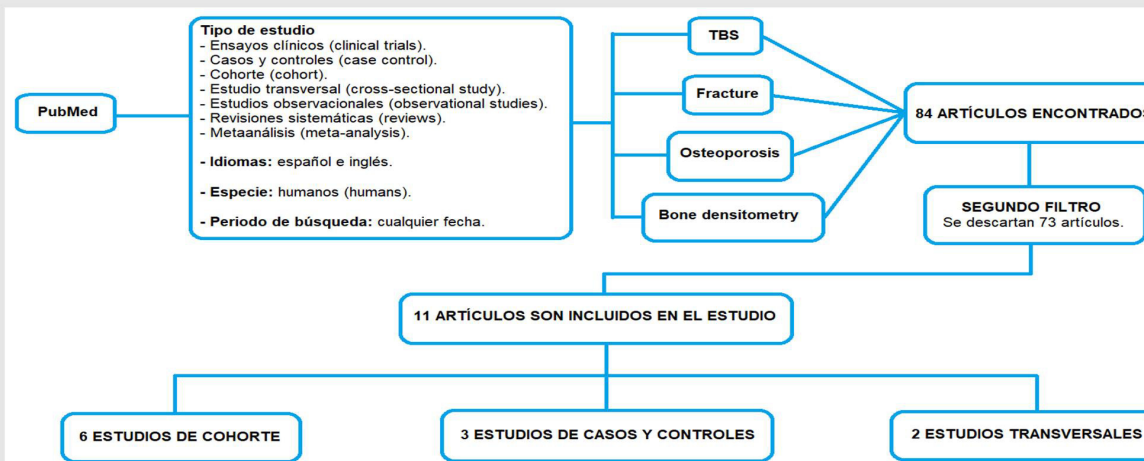 PubMed
Tipo de estudio
- Ensayos clínicos (clinical trials).
- Casos y controles (case control).
- Cohorte (cohort).
- Estudio transversal (cross-sectional study).
- Estudios observacionales (observational studies).
- Revisiones sistemáticas (reviews).
- Metaanálisis (meta-analysis).
- Idiomas: español e inglés.
- Especie: humanos (humans).
- Periodo de búsqueda: cualquier fecha.
TBS
Fracture
Osteoporosis
Bone densitometry
84 ARTÍCULOS ENCONTRADOS
SEGUNDO FILTRO
Se descartan 73 artículos.
11 ARTÍCULOS SON INCLUIDOS EN EL ESTUDIO
6 ESTUDIOS DE COHORTE
3 ESTUDIOS DE CASOS Y CONTROLES
2 ESTUDIOS TRANSVERSALES